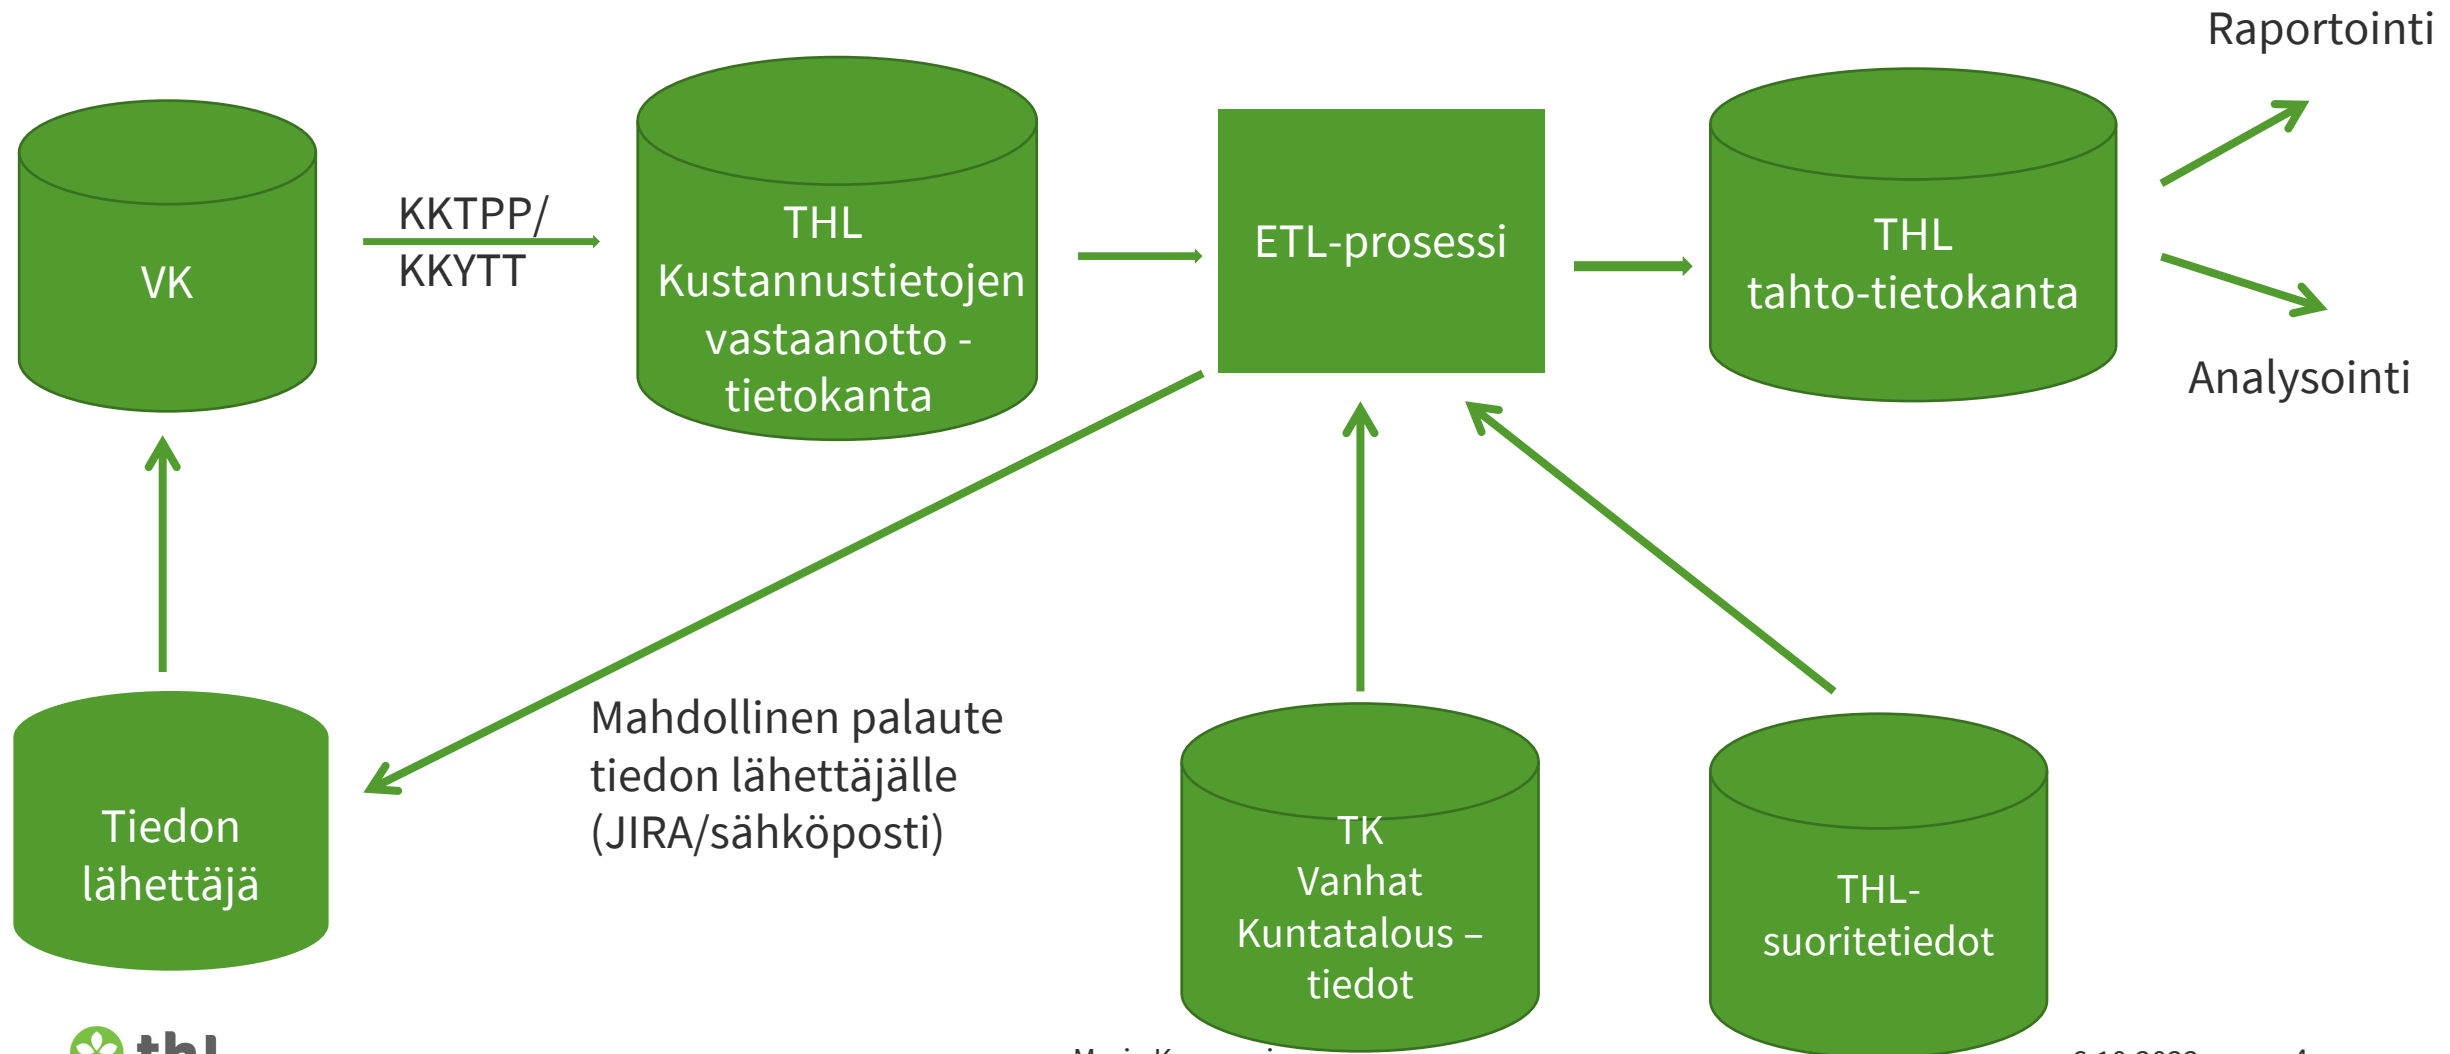 Raportointi
VK
KKTPP/
KKYTT
THL
Kustannustietojen
vastaanotto -
tietokanta
ETL-prosessi
THL
tahto-tietokanta
Analysointi
Tiedon
lähettäjä
Mahdollinen palaute
tiedon lähettäjälle
(JIRA/sähköposti)
TK
Vanhat
Kuntatalous –
tiedot
THL-
suoritetiedot
thl